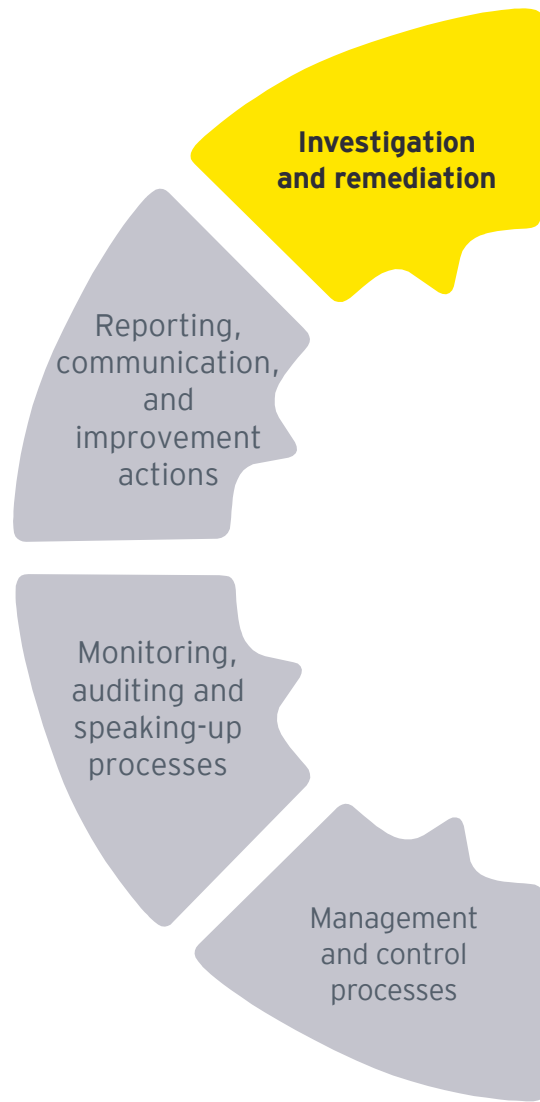 Investigation
and remediation
Reporting,
communication,
and
improvement
actions
Monitoring,
auditing and
speaking-up
processes
Management
and control
processes